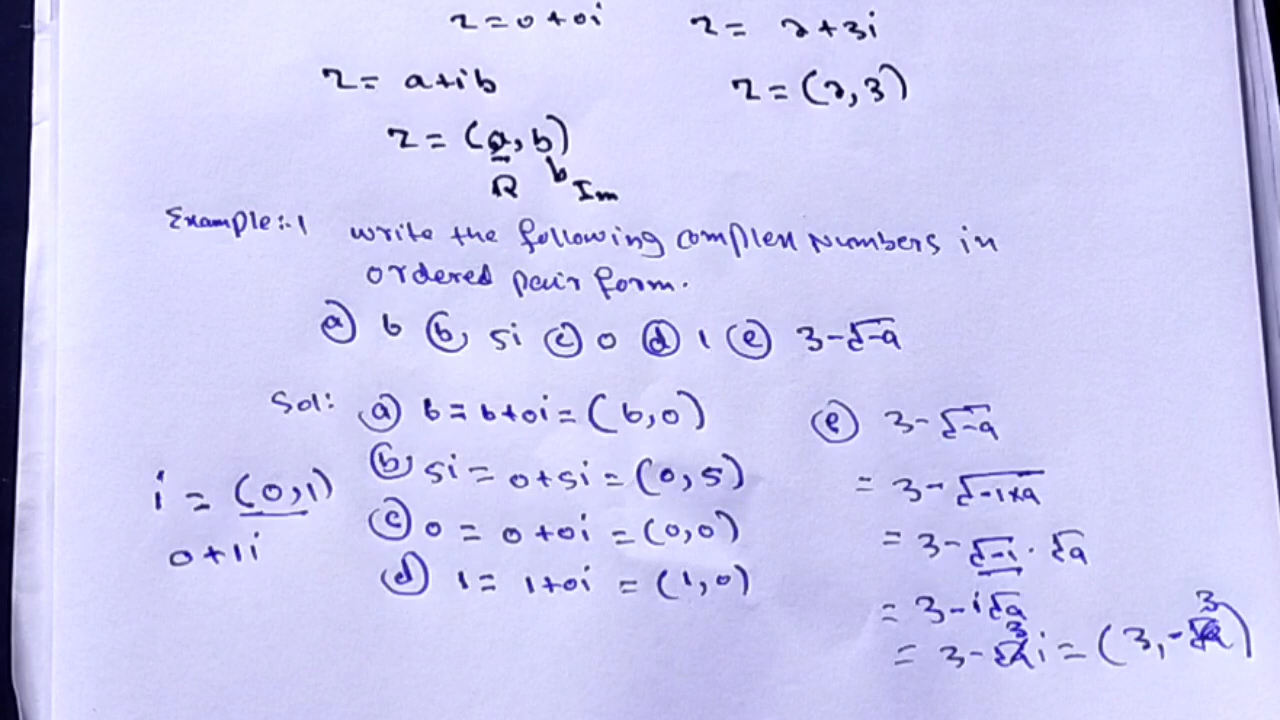 z = 0 + 0i z = 2 + 3i
z = a + ib z = (2, 3)
z = (a, b)
R Im
Example:-1 write the following complex numbers in
ordered pair form.
(a) 6 (b) 5i (c) 0 (d) 1 (e) 3-√-9
Sol: (a) 6 = 6+0i = (6,0) (e) 3-√-9
(b) 5i = 0+5i = (0, 5) = 3-√-1×9
i = (0,1) (c) 0 = 0+0i = (0,0) = 3-√-1 · √9
0+1i (d) 1 = 1+0i = (1,0) = 3-i√9
= 3-3i = (3, -3)